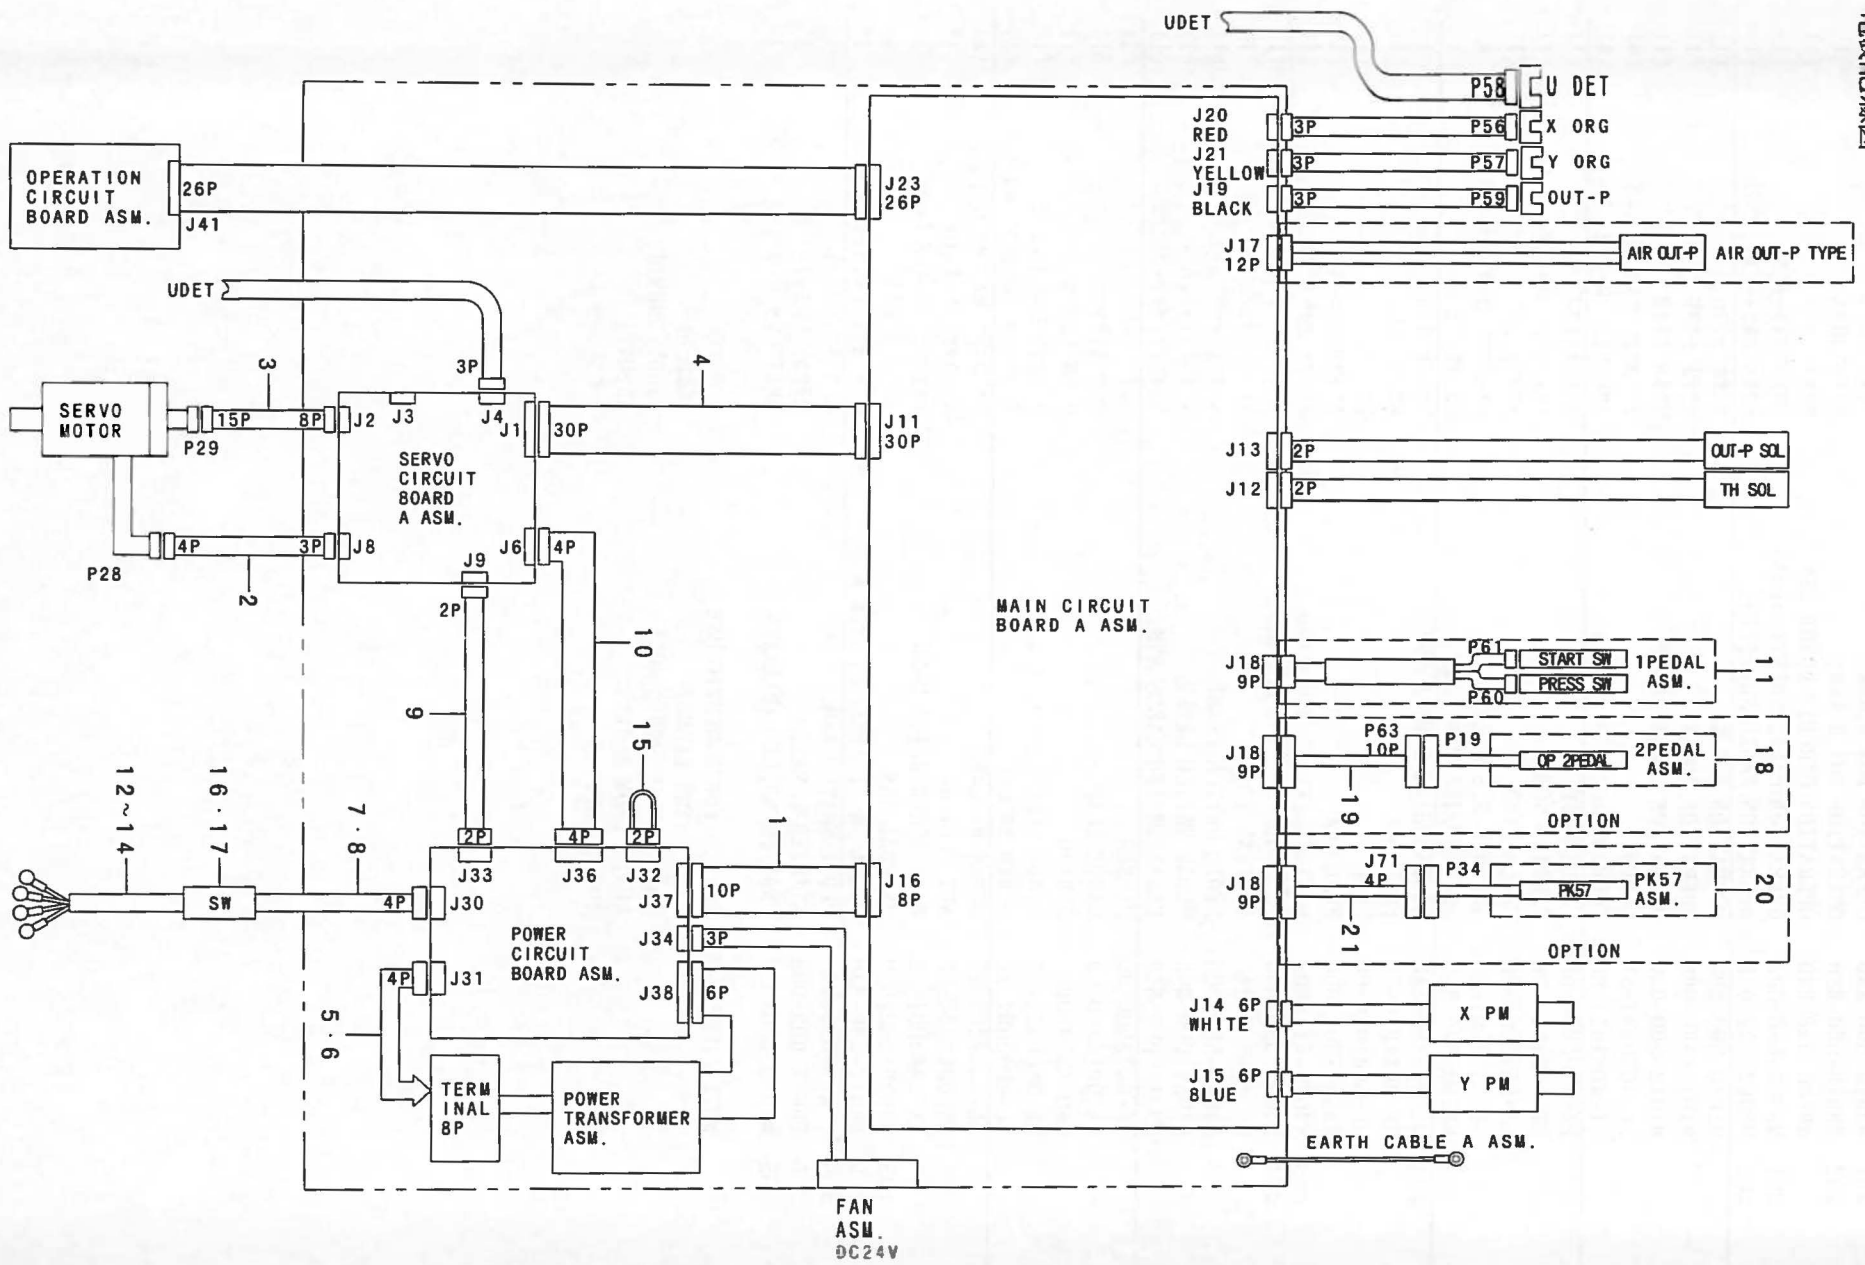 UDET
P58
U DET
J20
RED
3P
P56
X ORG
J21
YELLOW
3P
P57
Y ORG
J19
BLACK
3P
P59
OUT-P
J17
12P
AIR OUT-P
AIR OUT-P TYPE
OPERATION
CIRCUIT
BOARD ASM.
26P
J41
J23
26P
UDET
3P
3
4
SERVO
MOTOR
P29
15P
8P
J2
J3
J4
J1
30P
J11
30P
SERVO
CIRCUIT
BOARD
A ASM.
P28
4P
3P
J8
J9
J6
4P
2
2P
J13
2P
OUT-P SOL
J12
2P
TH SOL
MAIN CIRCUIT
BOARD A ASM.
10
9
15
J18
9P
P61
START SW
PRESS SW
P60
1PEDAL
ASM.
11
J18
9P
P63
10P
P19
OP 2PEDAL
2PEDAL
ASM.
18
19
OPTION
J18
9P
J71
4P
P34
PK57
PK57
ASM.
20
21
OPTION
12~14
16·17
7·8
1
2P
4P
2P
J33
J36
J32
J37
10P
J16
8P
SW
4P
J30
J34
3P
POWER
CIRCUIT
BOARD ASM.
4P
J31
J38
6P
5·6
TERM
INAL
8P
POWER
TRANSFORMER
ASM.
J14 6P
WHITE
X PM
J15 6P
BLUE
Y PM
EARTH CABLE A ASM.
FAN
ASM.
DC24V